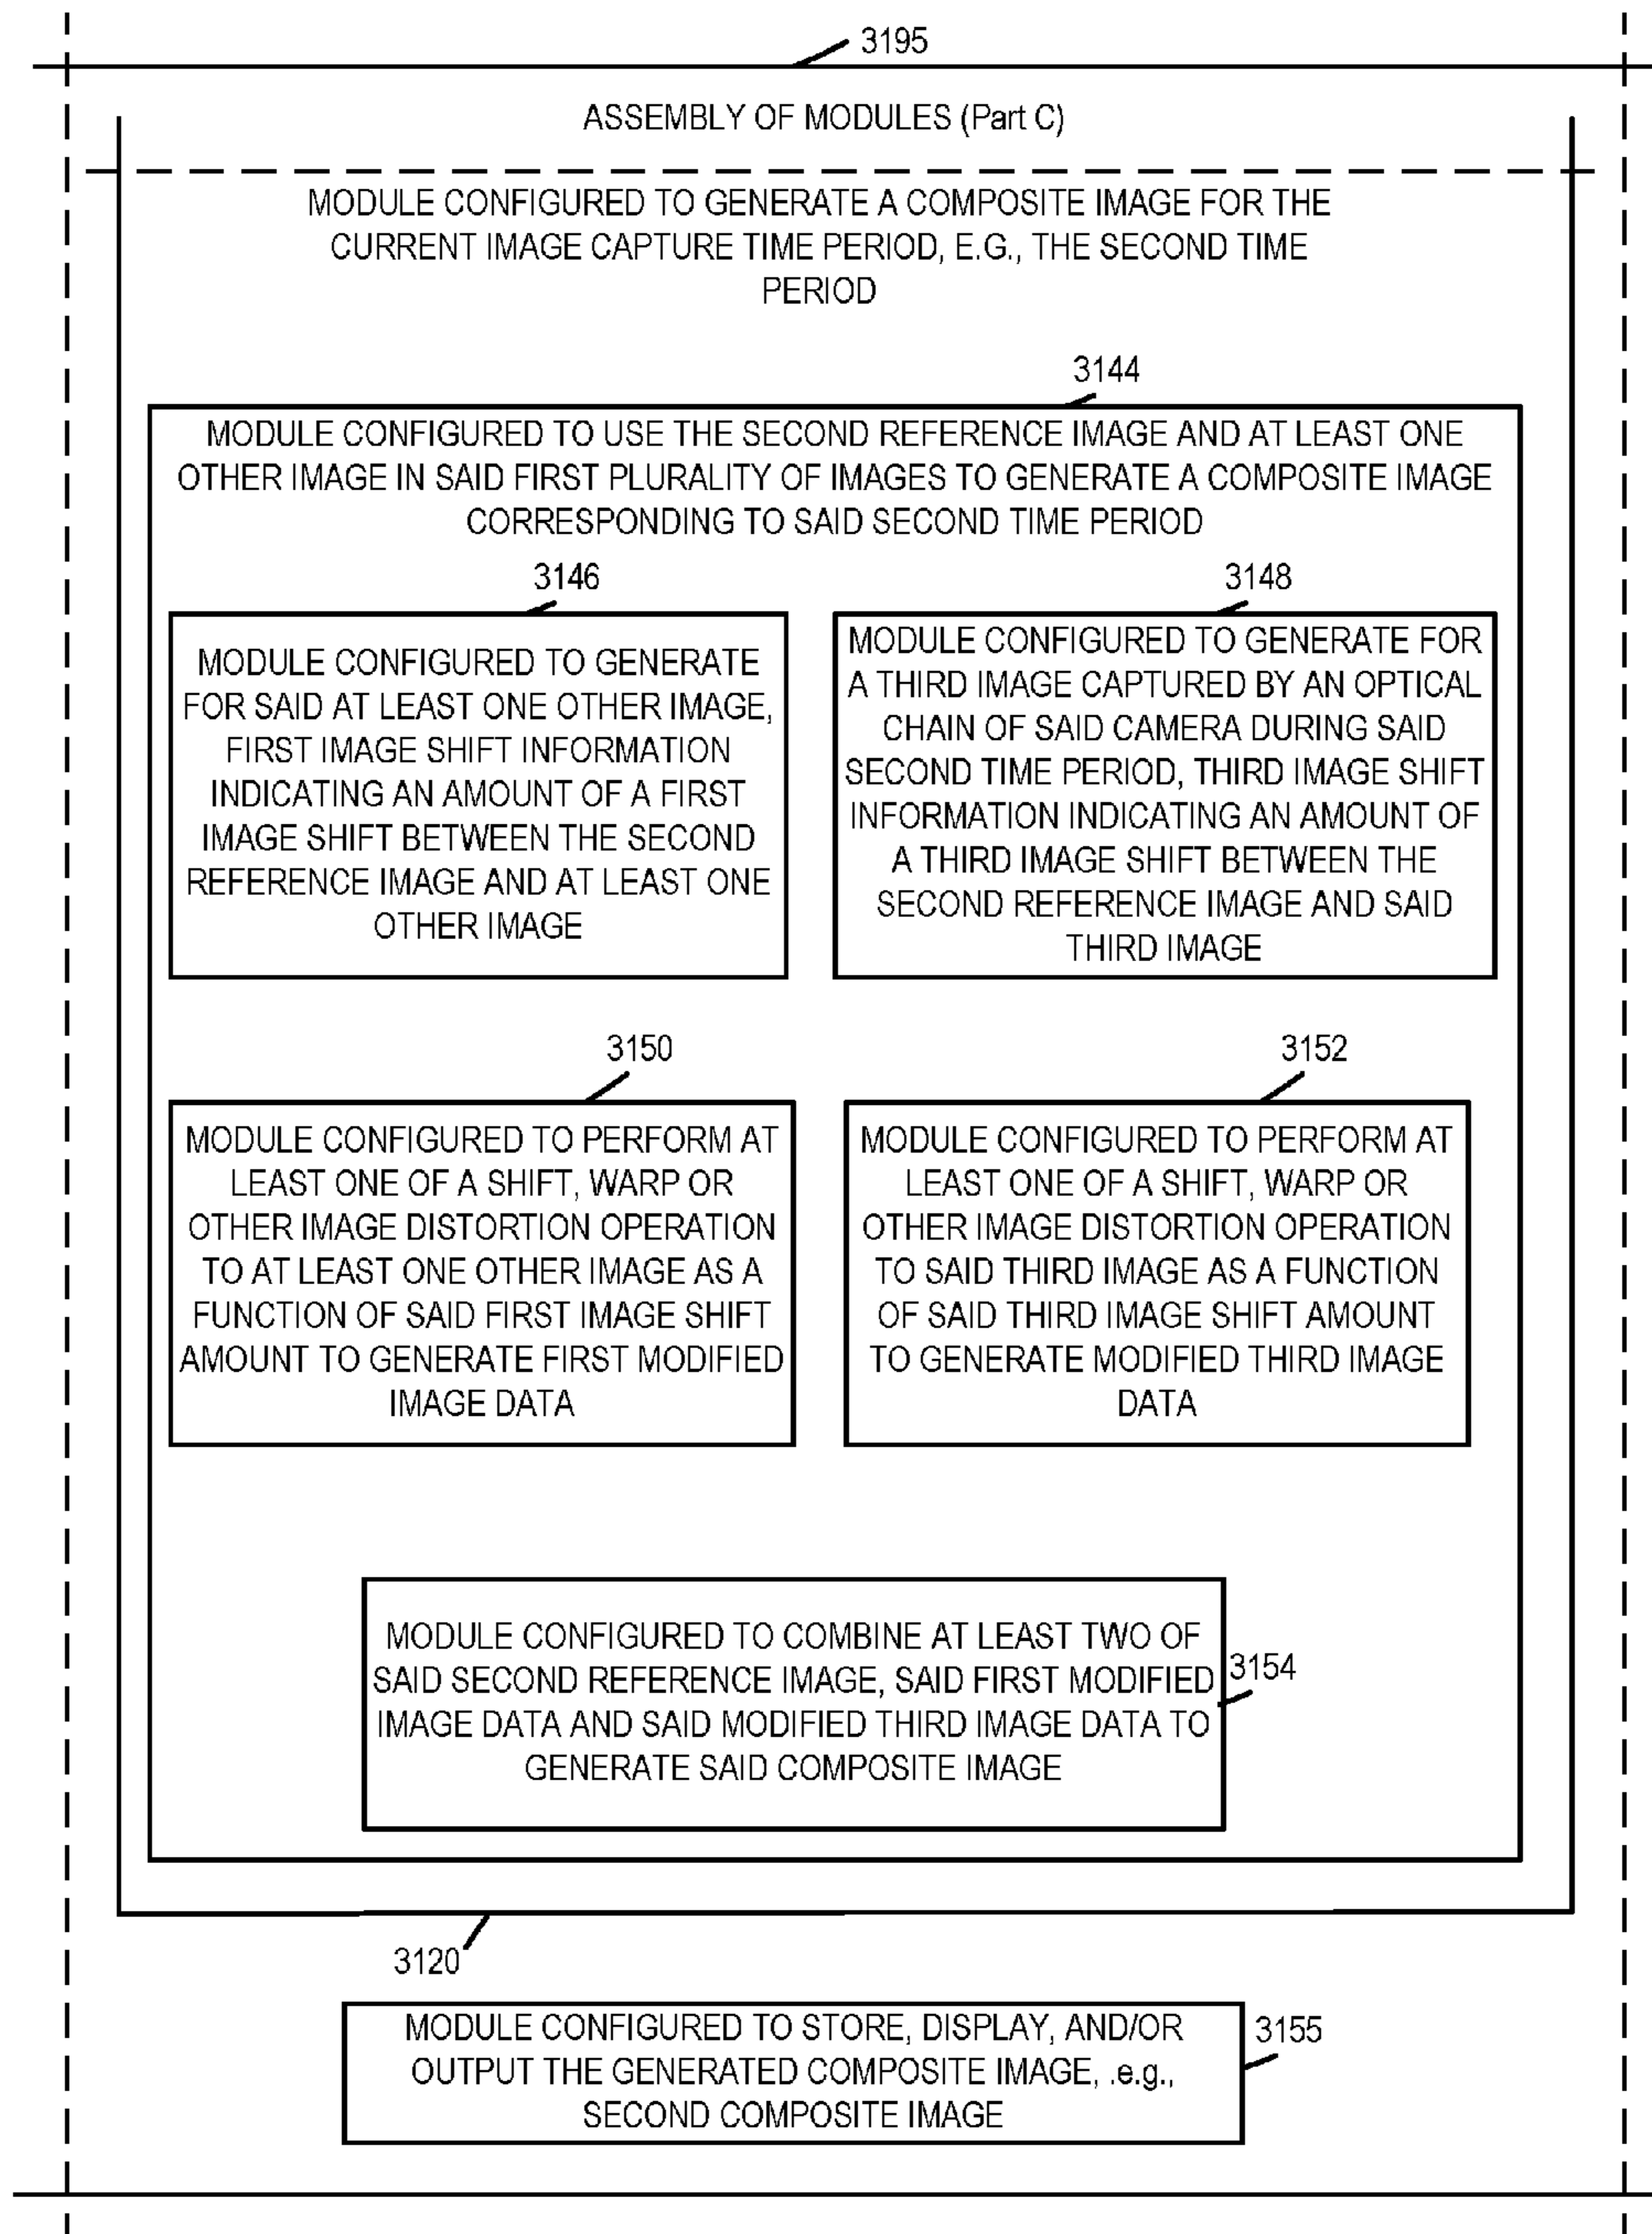 3195
ASSEMBLY OF MODULES (Part C)
MODULE CONFIGURED TO GENERATE A COMPOSITE IMAGE FOR THE
CURRENT IMAGE CAPTURE TIME PERIOD, E.G., THE SECOND TIME
PERIOD
3144
MODULE CONFIGURED TO USE THE SECOND REFERENCE IMAGE AND AT LEAST ONE
OTHER IMAGE IN SAID FIRST PLURALITY OF IMAGES TO GENERATE A COMPOSITE IMAGE
CORRESPONDING TO SAID SECOND TIME PERIOD
3146
MODULE CONFIGURED TO GENERATE
FOR SAID AT LEAST ONE OTHER IMAGE,
FIRST IMAGE SHIFT INFORMATION
INDICATING AN AMOUNT OF A FIRST
IMAGE SHIFT BETWEEN THE SECOND
REFERENCE IMAGE AND AT LEAST ONE
OTHER IMAGE
3148
MODULE CONFIGURED TO GENERATE FOR
A THIRD IMAGE CAPTURED BY AN OPTICAL
CHAIN OF SAID CAMERA DURING SAID
SECOND TIME PERIOD, THIRD IMAGE SHIFT
INFORMATION INDICATING AN AMOUNT OF
A THIRD IMAGE SHIFT BETWEEN THE
SECOND REFERENCE IMAGE AND SAID
THIRD IMAGE
3150
MODULE CONFIGURED TO PERFORM AT
LEAST ONE OF A SHIFT, WARP OR
OTHER IMAGE DISTORTION OPERATION
TO AT LEAST ONE OTHER IMAGE AS A
FUNCTION OF SAID FIRST IMAGE SHIFT
AMOUNT TO GENERATE FIRST MODIFIED
IMAGE DATA
3152
MODULE CONFIGURED TO PERFORM AT
LEAST ONE OF A SHIFT, WARP OR
OTHER IMAGE DISTORTION OPERATION
TO SAID THIRD IMAGE AS A FUNCTION
OF SAID THIRD IMAGE SHIFT AMOUNT
TO GENERATE MODIFIED THIRD IMAGE
DATA
MODULE CONFIGURED TO COMBINE AT LEAST TWO OF
SAID SECOND REFERENCE IMAGE, SAID FIRST MODIFIED
IMAGE DATA AND SAID MODIFIED THIRD IMAGE DATA TO
GENERATE SAID COMPOSITE IMAGE
3154
3120
MODULE CONFIGURED TO STORE, DISPLAY, AND/OR
OUTPUT THE GENERATED COMPOSITE IMAGE, .e.g.,
SECOND COMPOSITE IMAGE
3155